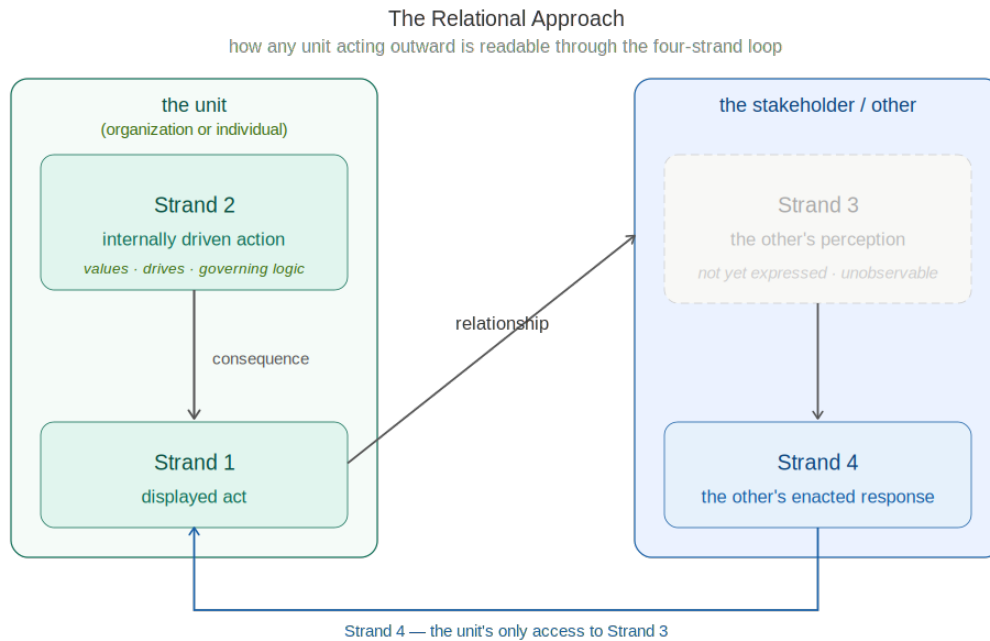 The Relational Approach
how any unit acting outward is readable through the four-strand loop
the unit
(organization or individual)
Strand 2
internally driven action
values · drives · governing logic
consequence
Strand 1
displayed act
relationship
the stakeholder / other
Strand 3
the other's perception
not yet expressed · unobservable
Strand 4
the other's enacted response
Strand 4 — the unit's only access to Strand 3